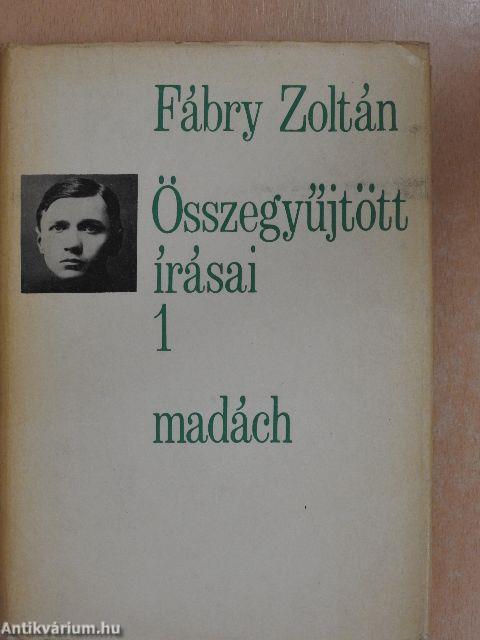 Fábry Zoltán
Összegyűjtött
írásai
1
madách
Antikvárium.hu